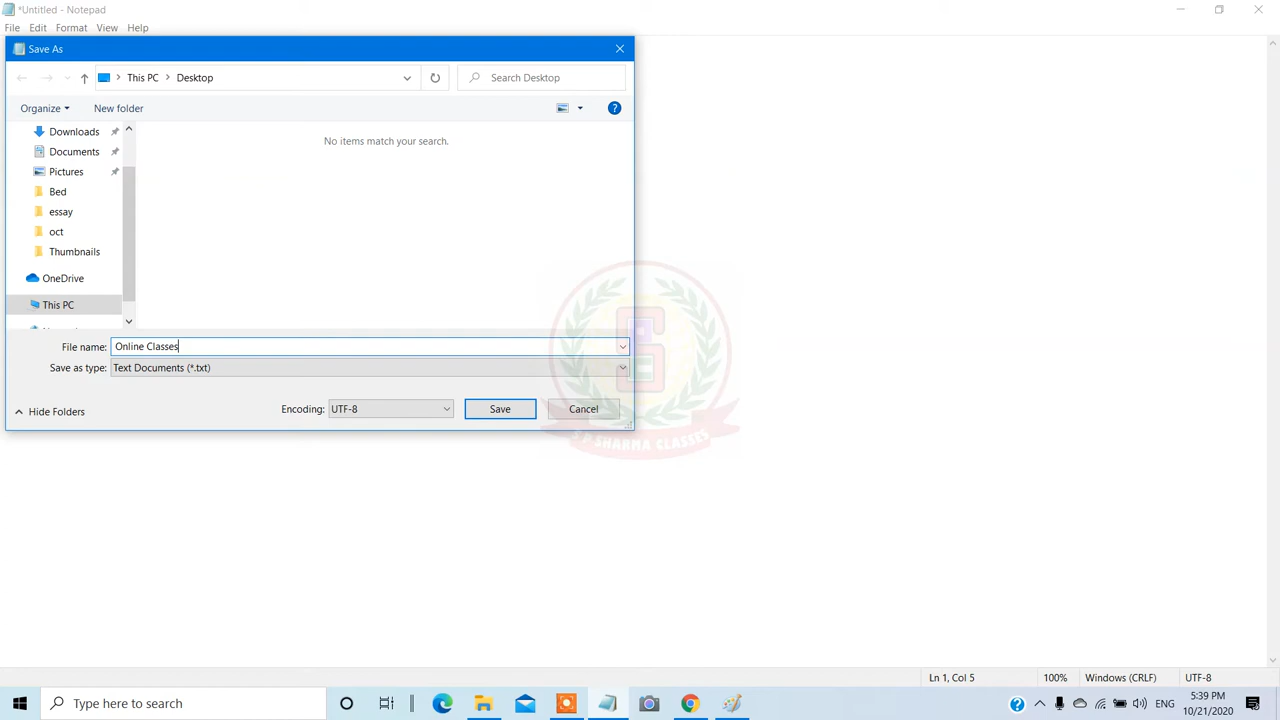 *Untitled - Notepad
File Edit Format View Help
Save As
This PC Desktop
Search Desktop
Organize New folder
Downloads
No items match your search.
Documents
Pictures
Bed
essay
oct
Thumbnails
OneDrive
This PC
File name: Online Classes
Save as type: Text Documents (*.txt)
Hide Folders
Encoding: UTF-8
Save
Cancel
S P SHARMA CLASSES
Ln 1, Col 5
100%
Windows (CRLF)
UTF-8
Type here to search
ENG
5:39 PM
10/21/2020